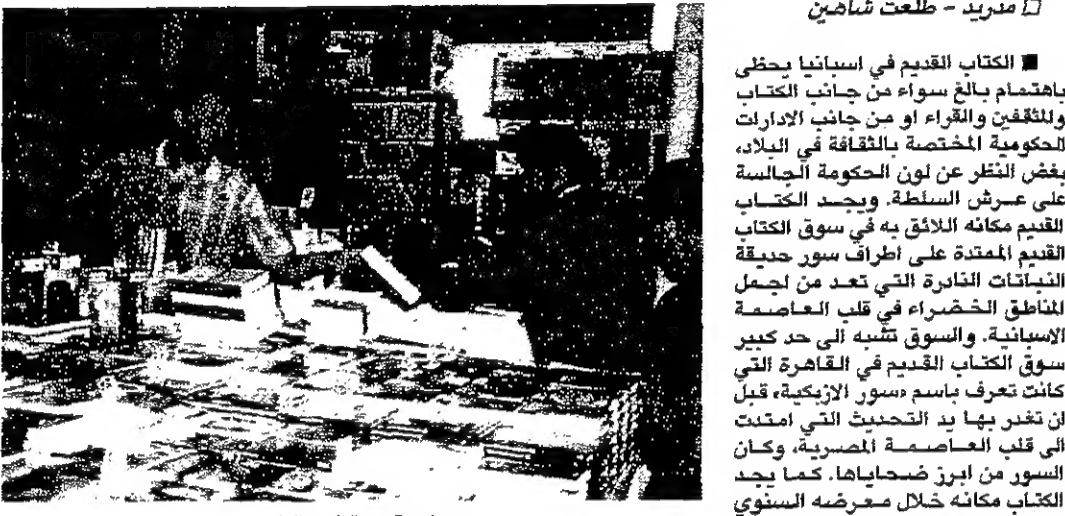 □ مدريد - طلعت شاهين
■ الكتاب القديم في اسبانيا يحظى
باهتمام بالغ سواء من جانب الكتاب
والمثقفين والقراء او من جانب الادارات
الحكومية المختصة بالثقافة في البلاد،
بغض النظر عن لون الحكومة الجالسة
على عرش السلطة. ويجد الكتاب
القديم مكانه اللائق به في سوق الكتاب
القديم الممتدة على اطراف سور حديقة
النباتات النادرة التي تعد من اجمل
المناطق الخضراء في قلب العاصمة
الاسبانية. والسوق تشبه الى حد كبير
سوق الكتاب القديم في القاهرة التي
كانت تعرف باسم «سور الازبكية» قبل
ان تغدر بها يد التحديث التي امتدت
الى قلب العاصمة المصرية، وكان
السور من ابرز ضحاياها. كما يجد
الكتاب مكانه خلال معرضه السنوي